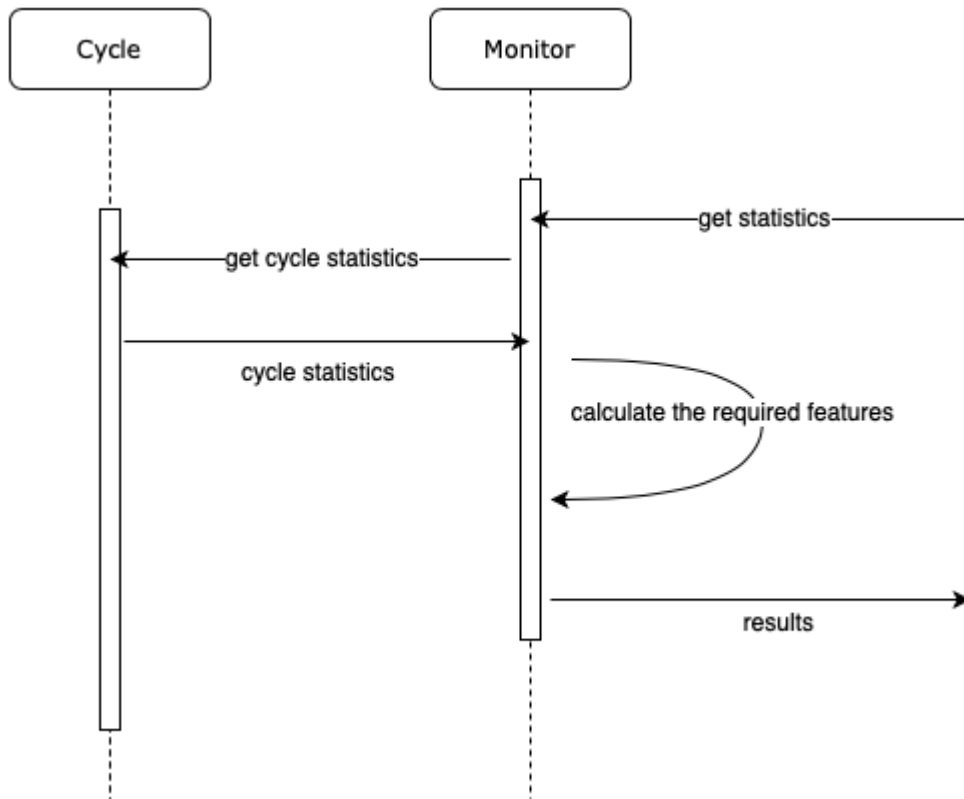 Cycle
Monitor
get statistics
get cycle statistics
cycle statistics
calculate the required features
results